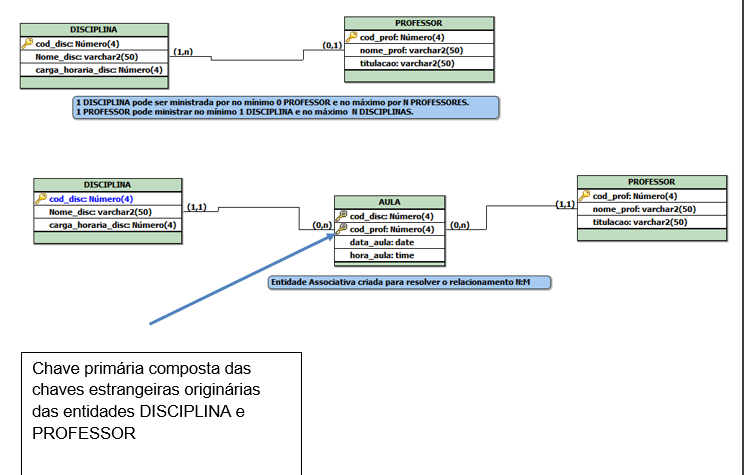 DISCIPLINA
cod_disc: Número(4)
Nome_disc: varchar2(50)
carga_horaria_disc: Número(4)
(1,n)
(0,1)
PROFESSOR
cod_prof: Número(4)
nome_prof: varchar2(50)
titulacao: varchar2(50)
1 DISCIPLINA pode ser ministrada por no mínimo 0 PROFESSOR e no máximo por N PROFESSORES.
1 PROFESSOR pode ministrar no mínimo 1 DISCIPLINA e no máximo N DISCIPLINAS.
DISCIPLINA
cod_disc: Número(4)
Nome_disc: varchar2(50)
carga_horaria_disc: Número(4)
(1,1)
(0,n)
AULA
cod_disc: Número(4)
cod_prof: Número(4)
data_aula: date
hora_aula: time
(0,n)
(1,1)
PROFESSOR
cod_prof: Número(4)
nome_prof: varchar2(50)
titulacao: varchar2(50)
Entidade Associativa criada para resolver o relacionamento N:M
Chave primária composta das
chaves estrangeiras originárias
das entidades DISCIPLINA e
PROFESSOR